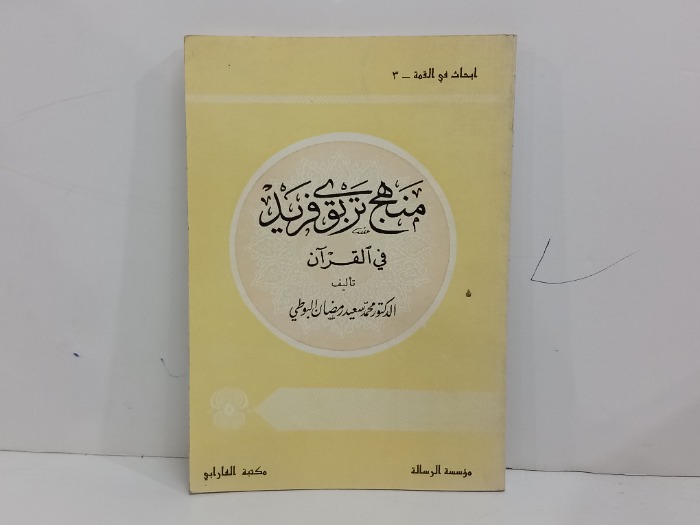 ابحاث في القمة - ٣
منهج تربوي فريد
في القرآن
تأليف
الدكتور محمد سعيد رمضان البوطي
مؤسسة الرسالة
مكتبة الفارابي